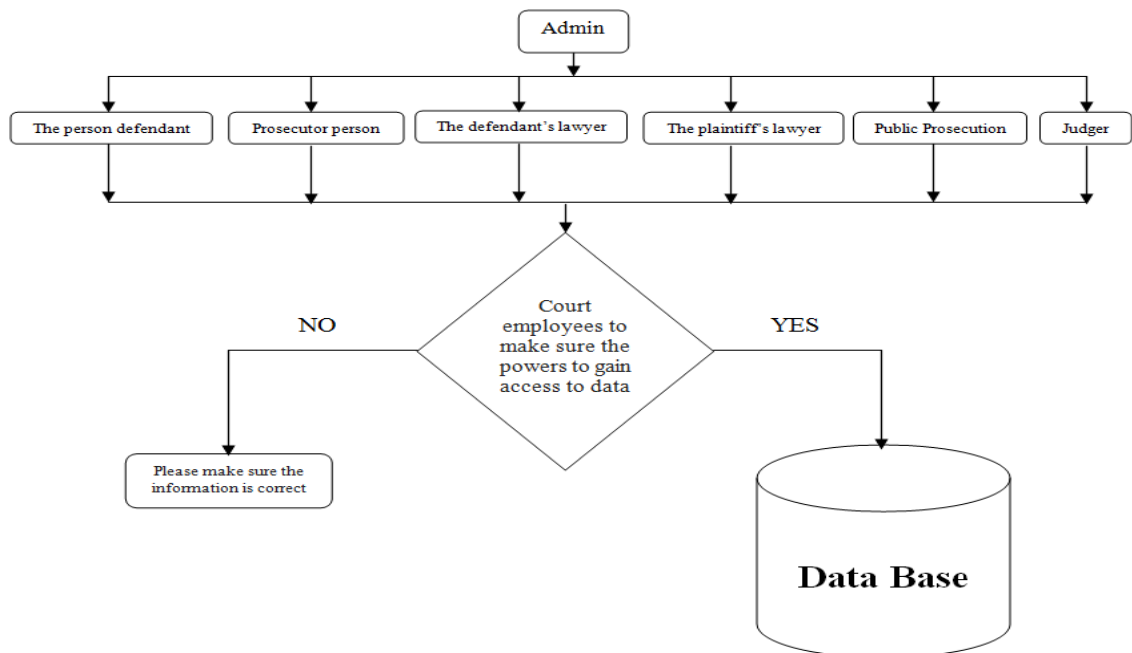 Admin
The person defendant
Prosecutor person
The defendant's lawyer
The plaintiff's lawyer
Public Prosecution
Judger
NO
YES
Court
employees to
make sure the
powers to gain
access to data
Please make sure the
information is correct
Data Base